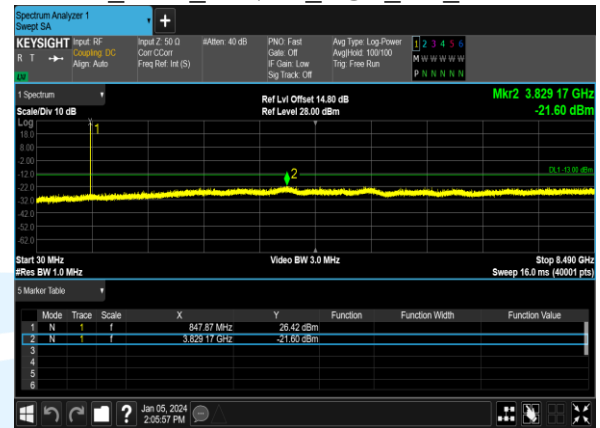 Spectrum Analyzer 1
Swept SA
KEYSIGHT
R T
Input: RF
Coupling: DC
Align: Auto
Input Z: 50 Ω
Corr CCorr
Freq Ref: Int (S)
#Atten: 40 dB
PNO: Fast
Gate: Off
IF Gain: Low
Sig Track: Off
Avg Type: Log-Power
Avg|Hold: 100/100
Trig: Free Run
1 2 3 4 5 6
M W W W W W
P N N N N N
1 Spectrum
Scale/Div 10 dB
Ref Lvl Offset 14.80 dB
Ref Level 28.00 dBm
Mkr2 3.829 17 GHz
-21.60 dBm
Log
18.0
8.00
-2.00
-12.0
-22.0
-32.0
-42.0
-52.0
-62.0
1
2
DL1 -13.00 dBm
Start 30 MHz
#Res BW 1.0 MHz
Video BW 3.0 MHz
Stop 8.490 GHz
Sweep 16.0 ms (40001 pts)
5 Marker Table
Mode Trace Scale X Y Function Function Width Function Value
1 N 1 f 847.87 MHz 26.42 dBm
2 N 1 f 3.829 17 GHz -21.60 dBm
3
4
5
6
?
Jan 05, 2024
2:05:57 PM